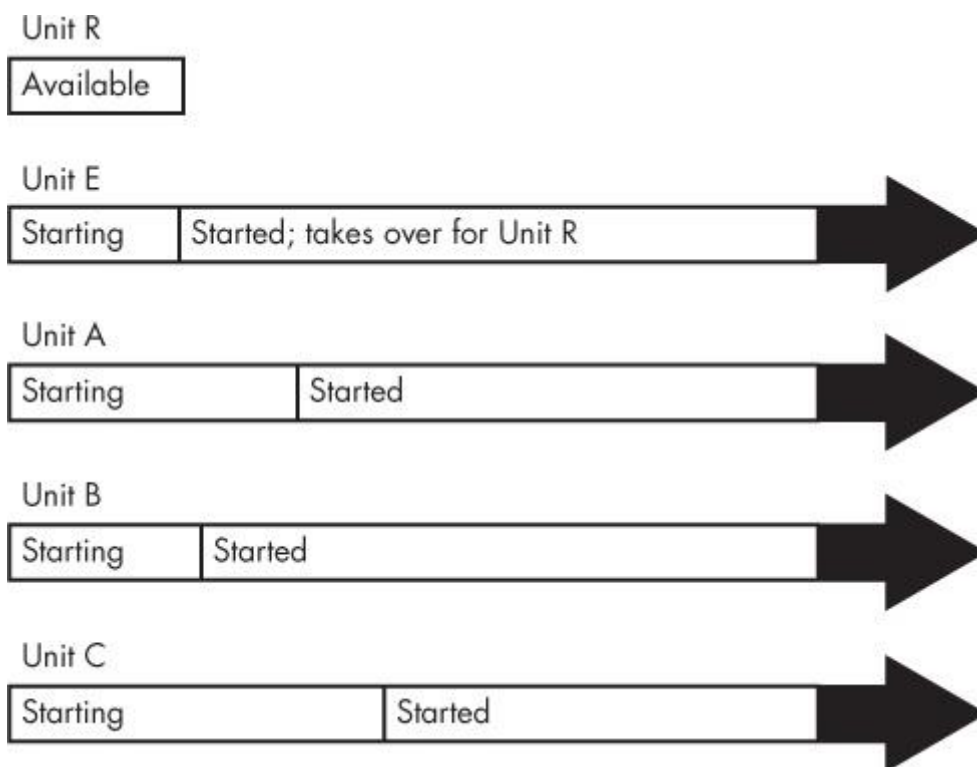 Unit R
Available
Unit E
Starting
Started; takes over for Unit R
Unit A
Starting
Started
Unit B
Starting
Started
Unit C
Starting
Started